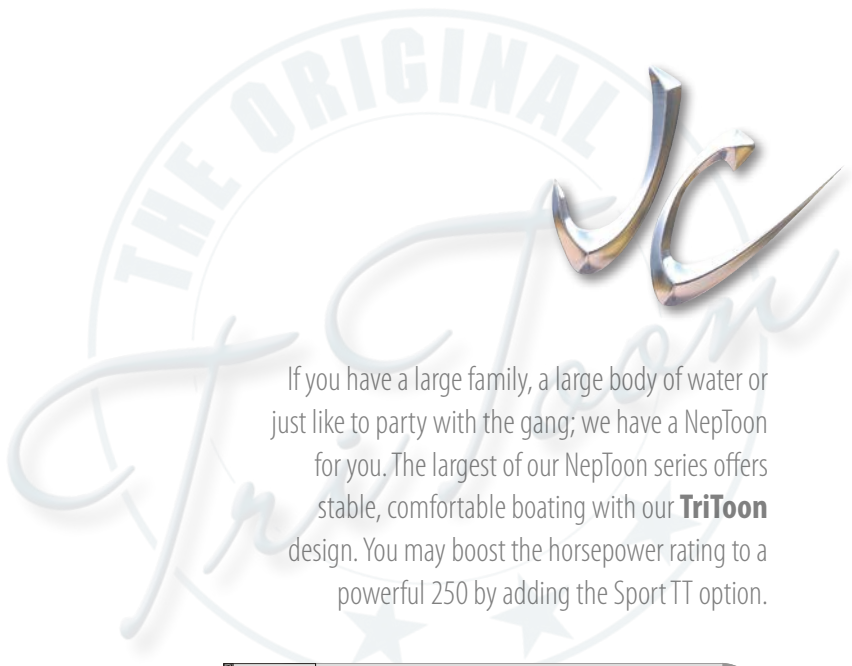 THE ORIGINAL
TriToon
JC
If you have a large family, a large body of water or
just like to party with the gang; we have a NepToon
for you. The largest of our NepToon series offers
stable, comfortable boating with our TriToon
design. You may boost the horsepower rating to a
powerful 250 by adding the Sport TT option.